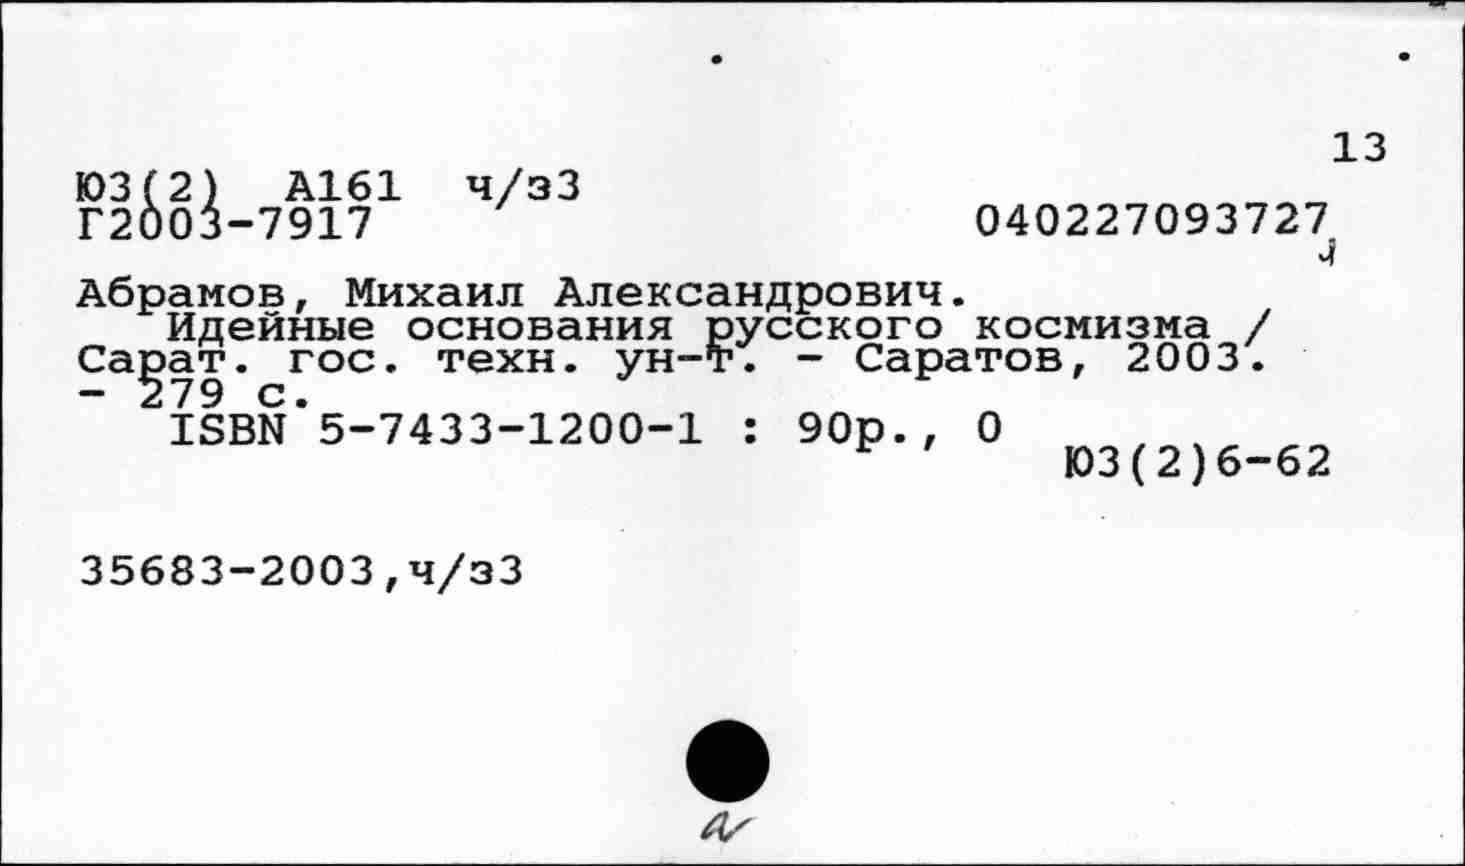 13
Ю3(2) А161 ч/з3
Г2003-7917 040227093727
Абрамов, Михаил Александрович.
Идейные основания русского космизма /
Сарат. гос. техн. ун-т. - Саратов, 2003.
- 279 с.
ISBN 5-7433-1200-1 : 90р., 0
Ю3(2)6-62
35683-2003,ч/з3